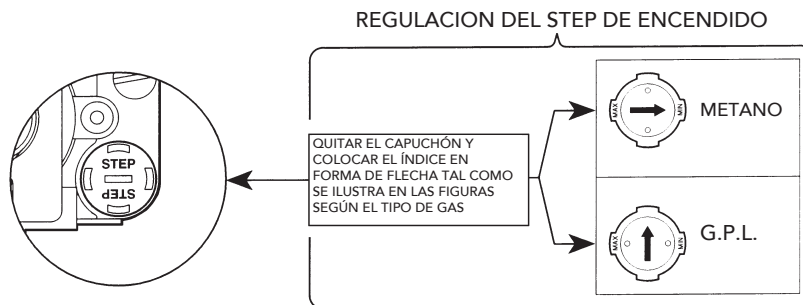 REGULACION DEL STEP DE ENCENDIDO
STEP
STEP
QUITAR EL CAPUCHÓN Y
COLOCAR EL ÍNDICE EN
FORMA DE FLECHA TAL COMO
SE ILUSTRA EN LAS FIGURAS
SEGÚN EL TIPO DE GAS
MAX
MIN
METANO
MAX
MIN
G.P.L.